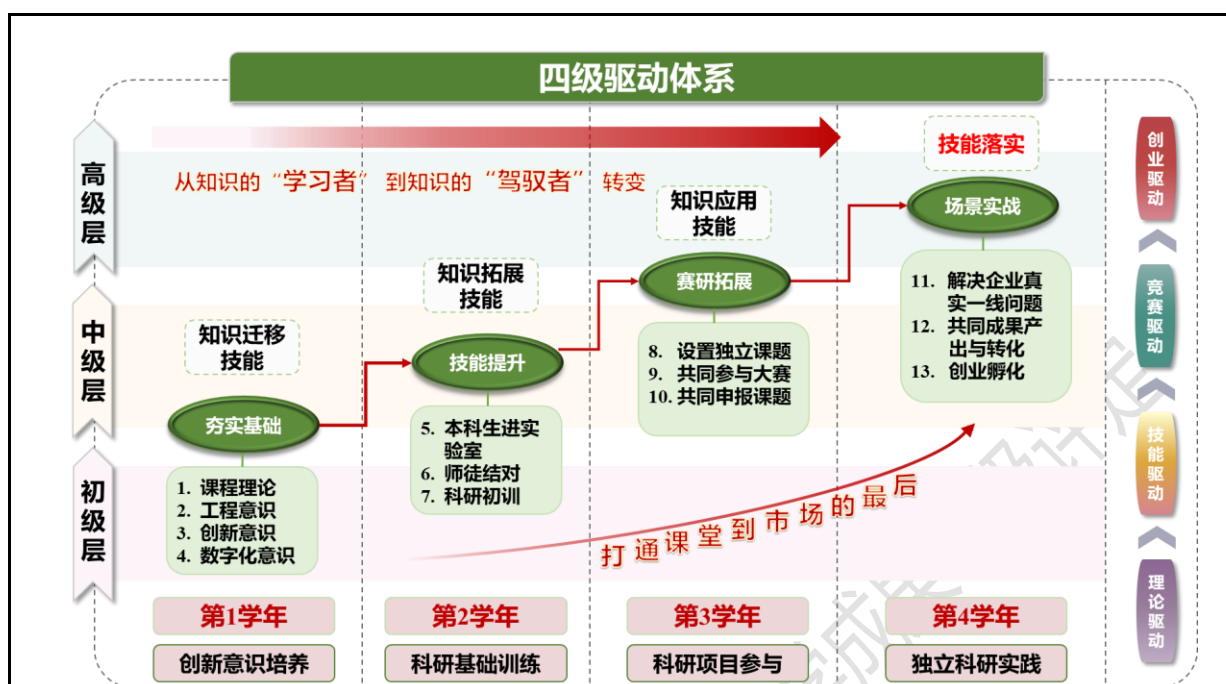 四级驱动体系
高级层
中级层
初级层
从知识的“学习者”到知识的“驾驭者”转变
知识迁移
技能
夯实基础
1. 课程理论
2. 工程意识
3. 创新意识
4. 数字化意识
知识拓展
技能
技能提升
5. 本科生进实
验室
6. 师徒结对
7. 科研初训
知识应用
技能
赛研拓展
8. 设置独立课题
9. 共同参与大赛
10. 共同申报课题
技能落实
场景实战
11. 解决企业真
实一线问题
12. 共同成果产
出与转化
13. 创业孵化
打通课堂到市场的最后
创业驱动
竞赛驱动
技能驱动
理论驱动
第1学年
第2学年
第3学年
第4学年
创新意识培养
科研基础训练
科研项目参与
独立科研实践